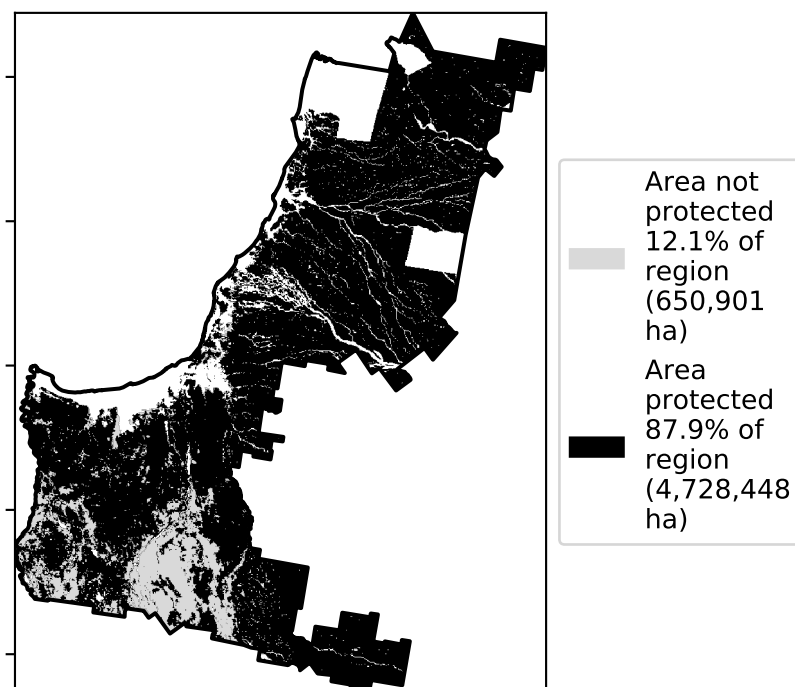 Area not
protected
12.1% of
region
(650,901
ha)
Area
protected
87.9% of
region
(4,728,448
ha)